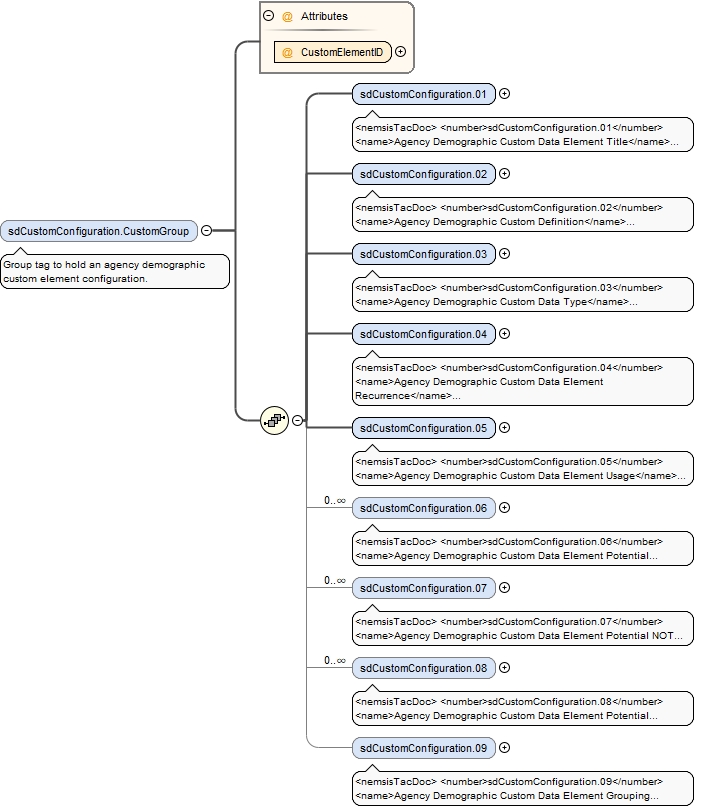 @ Attributes
@ CustomElementID
sdCustomConfiguration.01
<nemsisTacDoc> <number>sdCustomConfiguration.01</number>
<name>Agency Demographic Custom Data Element Title</name>...
sdCustomConfiguration.02
<nemsisTacDoc> <number>sdCustomConfiguration.02</number>
<name>Agency Demographic Custom Definition</name>...
sdCustomConfiguration.CustomGroup
Group tag to hold an agency demographic
custom element configuration.
sdCustomConfiguration.03
<nemsisTacDoc> <number>sdCustomConfiguration.03</number>
<name>Agency Demographic Custom Data Type</name>...
sdCustomConfiguration.04
<nemsisTacDoc> <number>sdCustomConfiguration.04</number>
<name>Agency Demographic Custom Data Element
Recurrence</name>...
sdCustomConfiguration.05
<nemsisTacDoc> <number>sdCustomConfiguration.05</number>
<name>Agency Demographic Custom Data Element Usage</name>...
0..∞
sdCustomConfiguration.06
<nemsisTacDoc> <number>sdCustomConfiguration.06</number>
<name>Agency Demographic Custom Data Element Potential...
0..∞
sdCustomConfiguration.07
<nemsisTacDoc> <number>sdCustomConfiguration.07</number>
<name>Agency Demographic Custom Data Element Potential NOT...
0..∞
sdCustomConfiguration.08
<nemsisTacDoc> <number>sdCustomConfiguration.08</number>
<name>Agency Demographic Custom Data Element Potential...
sdCustomConfiguration.09
<nemsisTacDoc> <number>sdCustomConfiguration.09</number>
<name>Agency Demographic Custom Data Element Grouping...